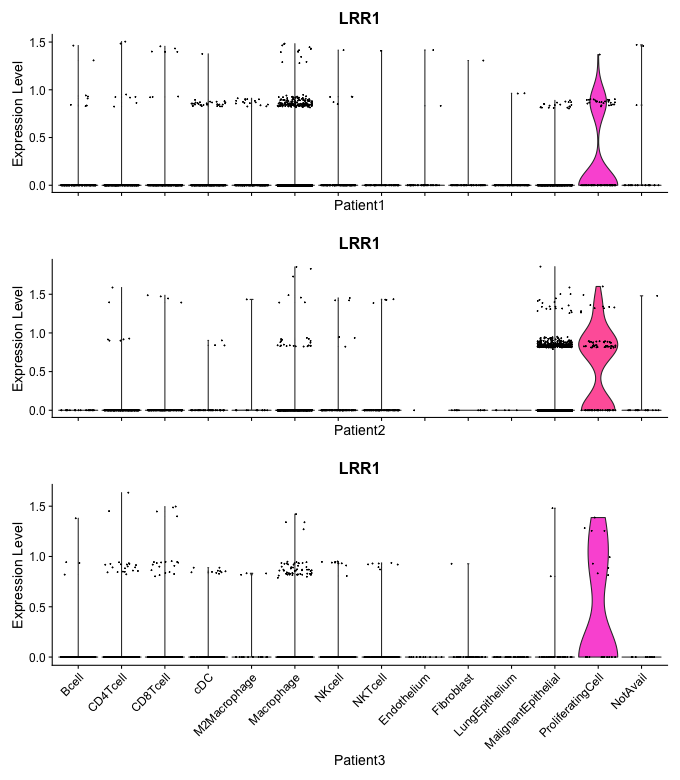 LRR1
Expression Level
1.5
1.0
0.5
0.0
Patient1
LRR1
Expression Level
1.5
1.0
0.5
0.0
Patient2
LRR1
Expression Level
1.5
1.0
0.5
0.0
Bcell
CD4Tcell
CD8Tcell
cDC
M2Macrophage
Macrophage
NKcell
NKTcell
Endothelium
Fibroblast
LungEpithelium
MalignantEpithelial
ProliferatingCell
NotAvail
Patient3